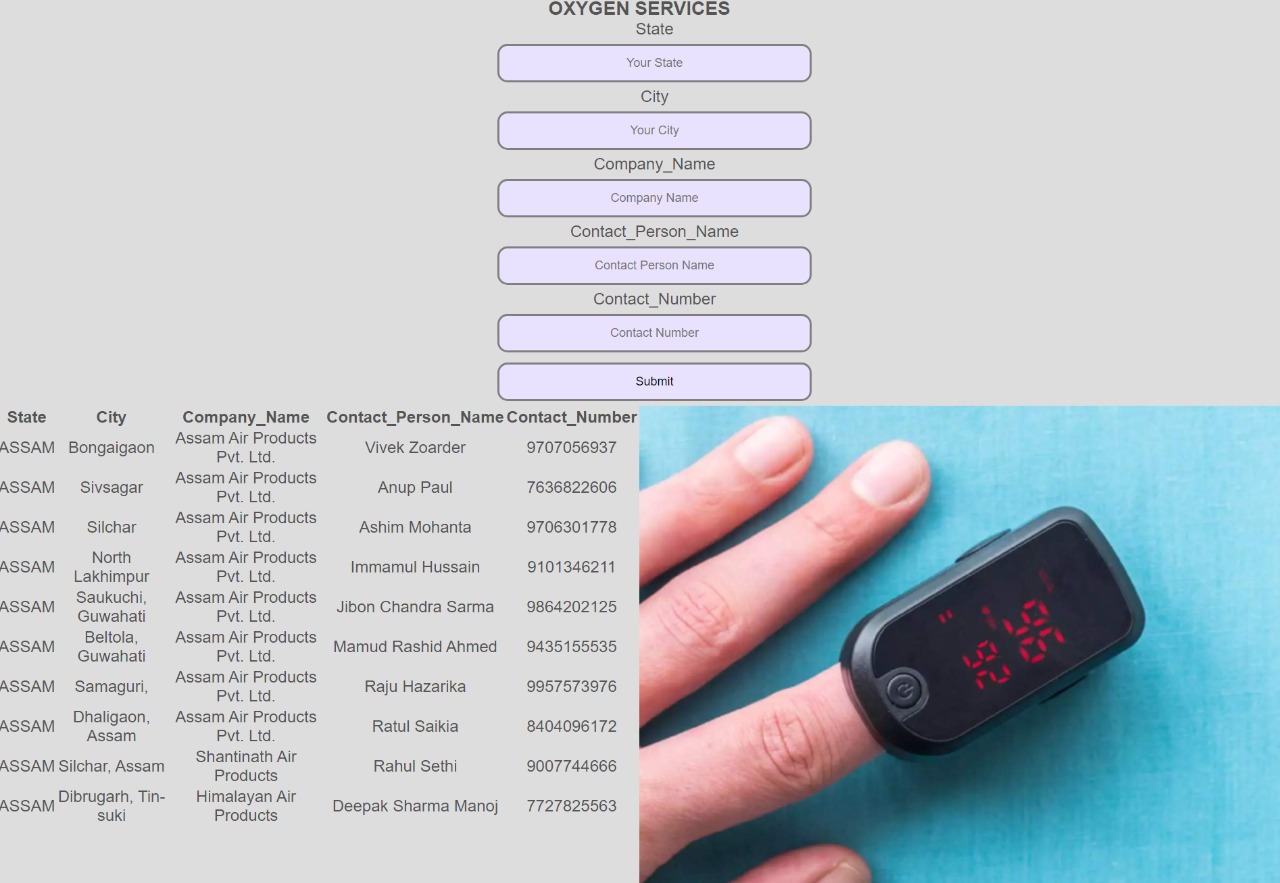 OXYGEN SERVICES
State
Your State
City
Your City
Company_Name
Company Name
Contact_Person_Name
Contact Person Name
Contact_Number
Contact Number
Submit
State City Company_Name Contact_Person_Name Contact_Number
ASSAM Bongaigaon Assam Air Products Pvt. Ltd. Vivek Zoarder 9707056937
ASSAM Sivsagar Assam Air Products Pvt. Ltd. Anup Paul 7636822606
ASSAM Silchar Assam Air Products Pvt. Ltd. Ashim Mohanta 9706301778
ASSAM North Lakhimpur Assam Air Products Pvt. Ltd. Immamul Hussain 9101346211
ASSAM Saukuchi, Guwahati Assam Air Products Pvt. Ltd. Jibon Chandra Sarma 9864202125
ASSAM Beltola, Guwahati Assam Air Products Pvt. Ltd. Mamud Rashid Ahmed 9435155535
ASSAM Samaguri, Assam Air Products Pvt. Ltd. Raju Hazarika 9957573976
ASSAM Dhaligaon, Assam Assam Air Products Pvt. Ltd. Ratul Saikia 8404096172
ASSAM Silchar, Assam Shantinath Air Products Rahul Sethi 9007744666
ASSAM Dibrugarh, Tin-suki Himalayan Air Products Deepak Sharma Manoj 7727825563